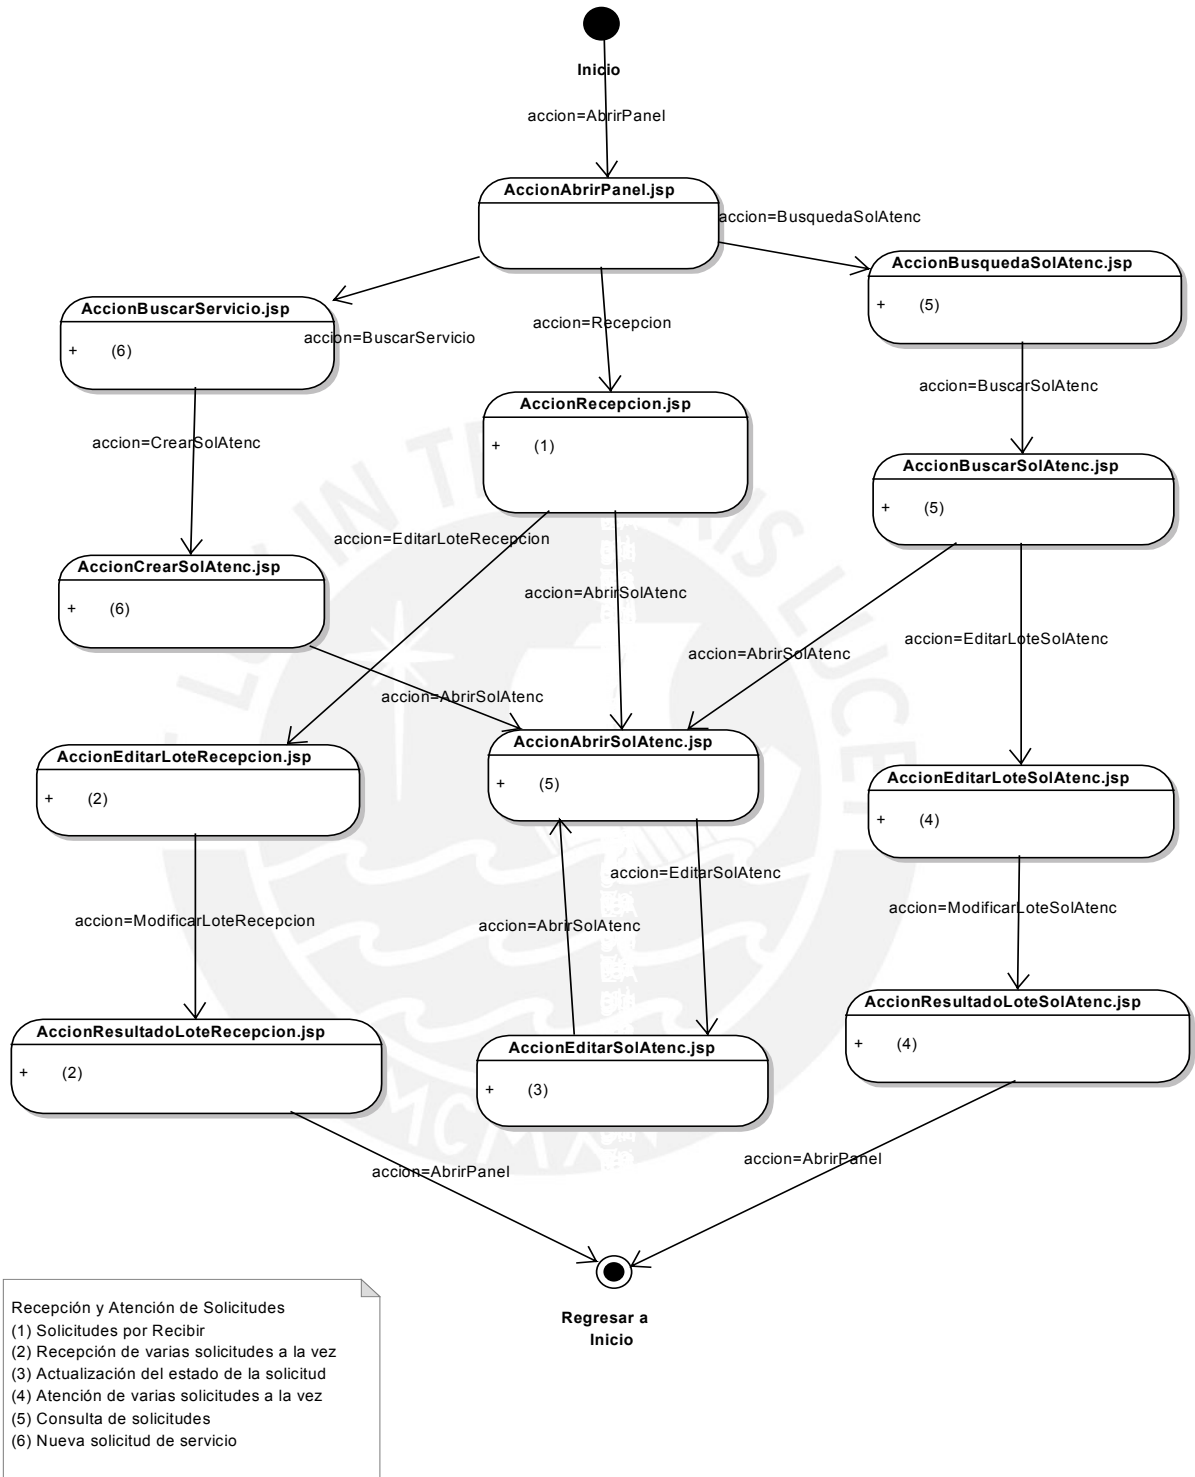 Inicio
accion=AbrirPanel
AccionAbrirPanel.jsp
accion=BusquedaSolAtenc
AccionBusquedaSolAtenc.jsp
+ (5)
AccionBuscarServicio.jsp
+ (6)
accion=BuscarServicio
accion=Recepcion
accion=BuscarSolAtenc
AccionRecepcion.jsp
+ (1)
accion=CrearSolAtenc
AccionBuscarSolAtenc.jsp
+ (5)
accion=EditarLoteRecepcion
AccionCrearSolAtenc.jsp
+ (6)
accion=AbrirSolAtenc
accion=EditarLoteSolAtenc
accion=AbrirSolAtenc
accion=AbrirSolAtenc
AccionEditarLoteRecepcion.jsp
+ (2)
AccionAbrirSolAtenc.jsp
+ (5)
AccionEditarLoteSolAtenc.jsp
+ (4)
accion=EditarSolAtenc
accion=ModificarLoteRecepcion
accion=AbrirSolAtenc
accion=ModificarLoteSolAtenc
AccionResultadoLoteRecepcion.jsp
+ (2)
AccionEditarSolAtenc.jsp
+ (3)
AccionResultadoLoteSolAtenc.jsp
+ (4)
accion=AbrirPanel
accion=AbrirPanel
Regresar a
Inicio
Recepción y Atención de Solicitudes
(1) Solicitudes por Recibir
(2) Recepción de varias solicitudes a la vez
(3) Actualización del estado de la solicitud
(4) Atención de varias solicitudes a la vez
(5) Consulta de solicitudes
(6) Nueva solicitud de servicio